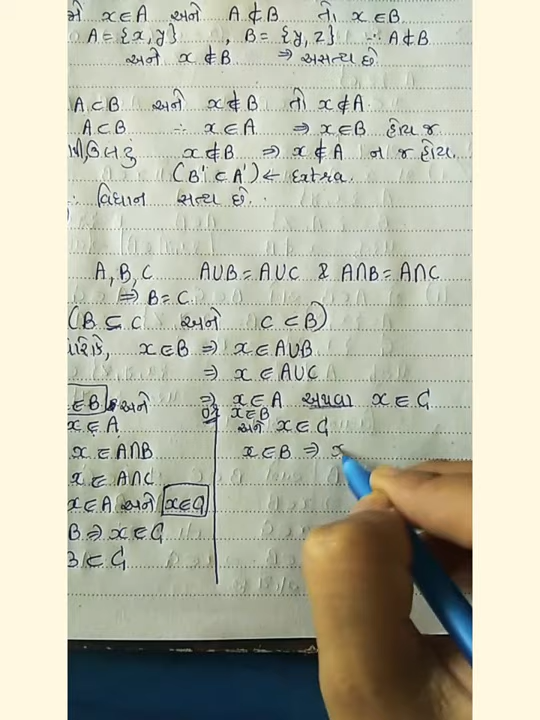 x∈A અને A⊄B તો x∈B
A = {x, y} , B = {y, z} ∴ A⊄B
અને x∉B ⇒ અસત્ય છે
A⊂B અને x∉B તો x∉A
A⊂B ∴ x∈A ⇒ x∈B હોય જ
x∉B ⇒ x∉A ન જ હોય.
(B' ⊂ A') ← Extra.
∴ વિધાન સત્ય છે.
A, B, C A∪B = A∪C & A∩B = A∩C
⇒ B = C
(B ⊆ C અને C ⊂ B)
x∈B ⇒ x∈A∪B
⇒ x∈A∪C
⇒ x∈A અથવા x∈C
∈B અને
x∈A
x∈A∩B
x∈A∩C
x∈A અને x∈C
B ⇒ x∈C
B ⊂ C
x∈B
અને x∈C
x∈B ⇒ x